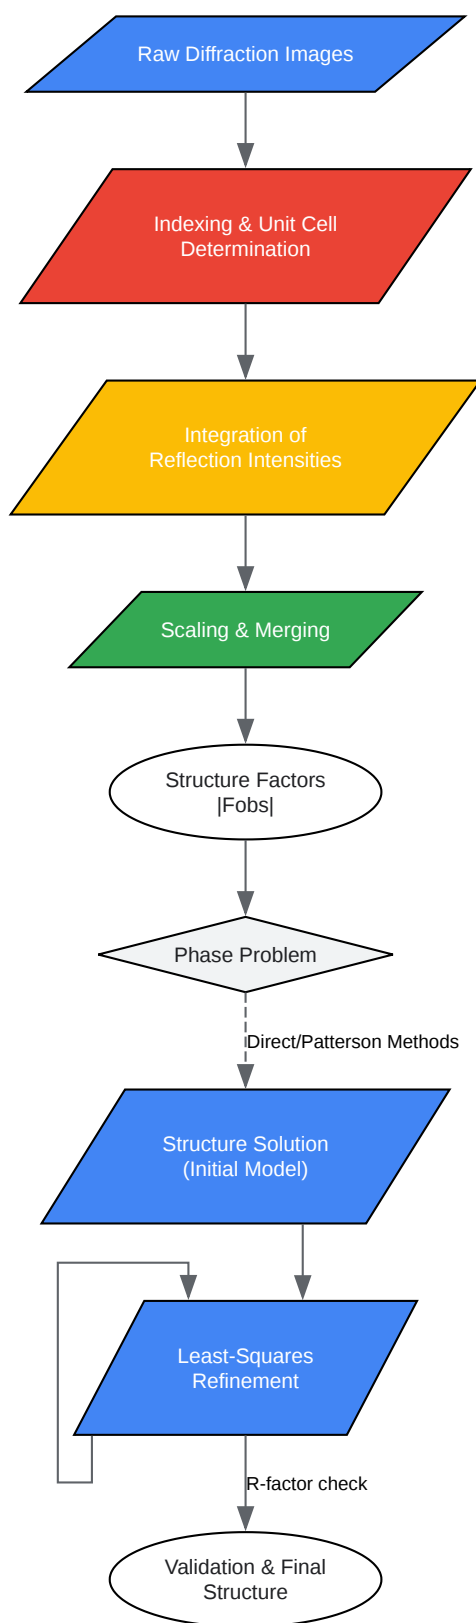 Raw Diffraction Images
Indexing & Unit Cell
Determination
Integration of
Reflection Intensities
Scaling & Merging
Structure Factors
|Fobs|
Phase Problem
Direct/Patterson Methods
Structure Solution
(Initial Model)
Least-Squares
Refinement
R-factor check
Validation & Final
Structure